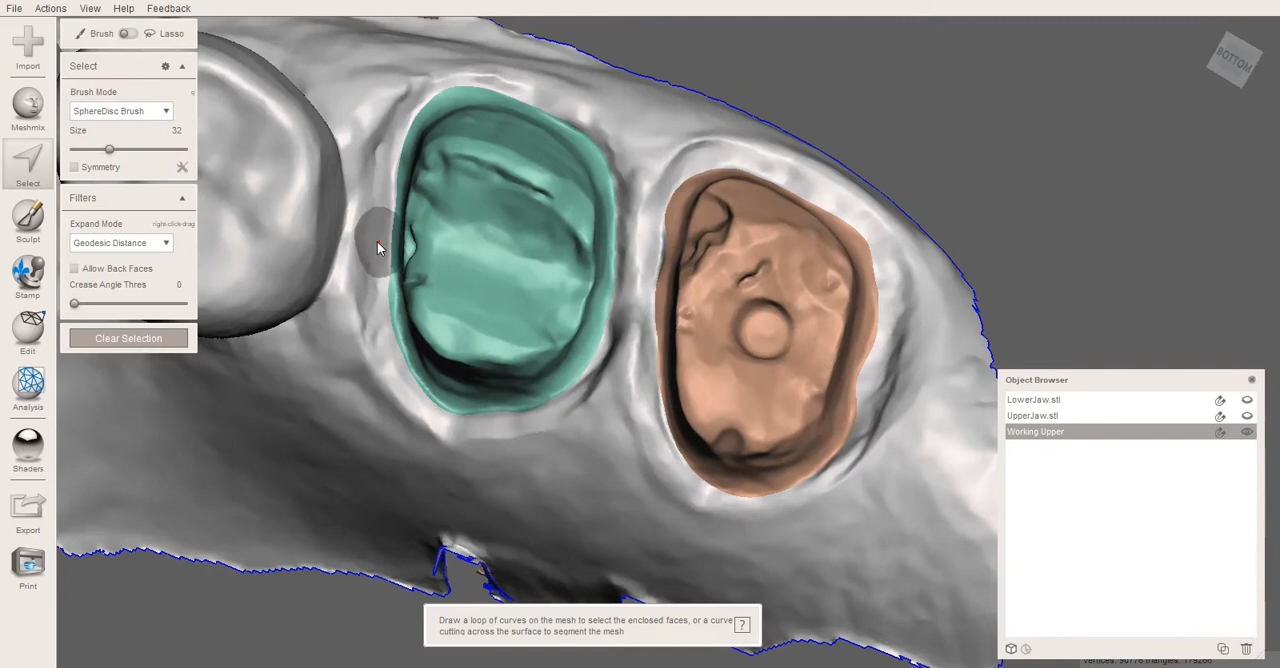 File Actions View Help Feedback
Import
Meshmix
Select
Sculpt
Stamp
Edit
Analysis
Shaders
Export
Print
Brush Lasso
Select
Brush Mode q
SphereDisc Brush
Size 32
Symmetry
Filters
Expand Mode right-click-drag
Geodesic Distance
Allow Back Faces
Crease Angle Thres 0
Clear Selection
BOTTOM
Object Browser
LowerJaw.stl
UpperJaw.stl
Working Upper
Draw a loop of curves on the mesh to select the enclosed faces, or a curve
cutting across the surface to segment the mesh
?